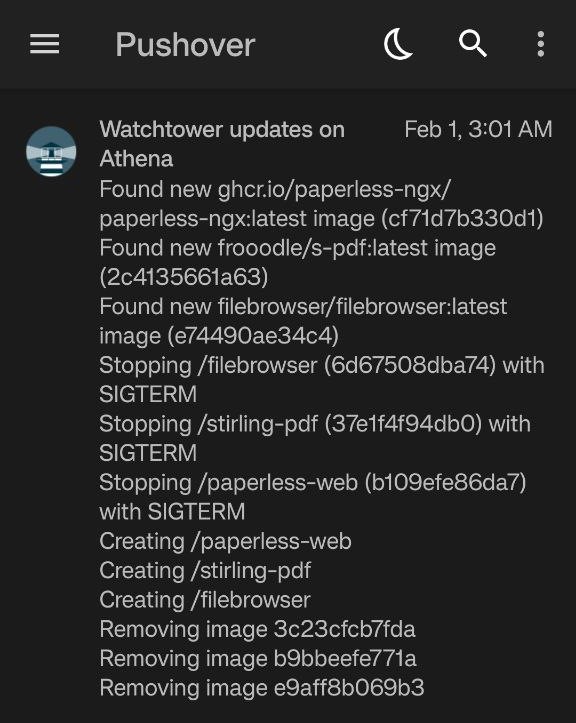 Pushover
Watchtower updates on Athena
Feb 1, 3:01 AM
Found new ghcr.io/paperless-ngx/
paperless-ngx:latest image (cf71d7b330d1)
Found new frooodle/s-pdf:latest image
(2c4135661a63)
Found new filebrowser/filebrowser:latest
image (e74490ae34c4)
Stopping /filebrowser (6d67508dba74) with
SIGTERM
Stopping /stirling-pdf (37e1f4f94db0) with
SIGTERM
Stopping /paperless-web (b109efe86da7)
with SIGTERM
Creating /paperless-web
Creating /stirling-pdf
Creating /filebrowser
Removing image 3c23cfcb7fda
Removing image b9bbeefe771a
Removing image e9aff8b069b3